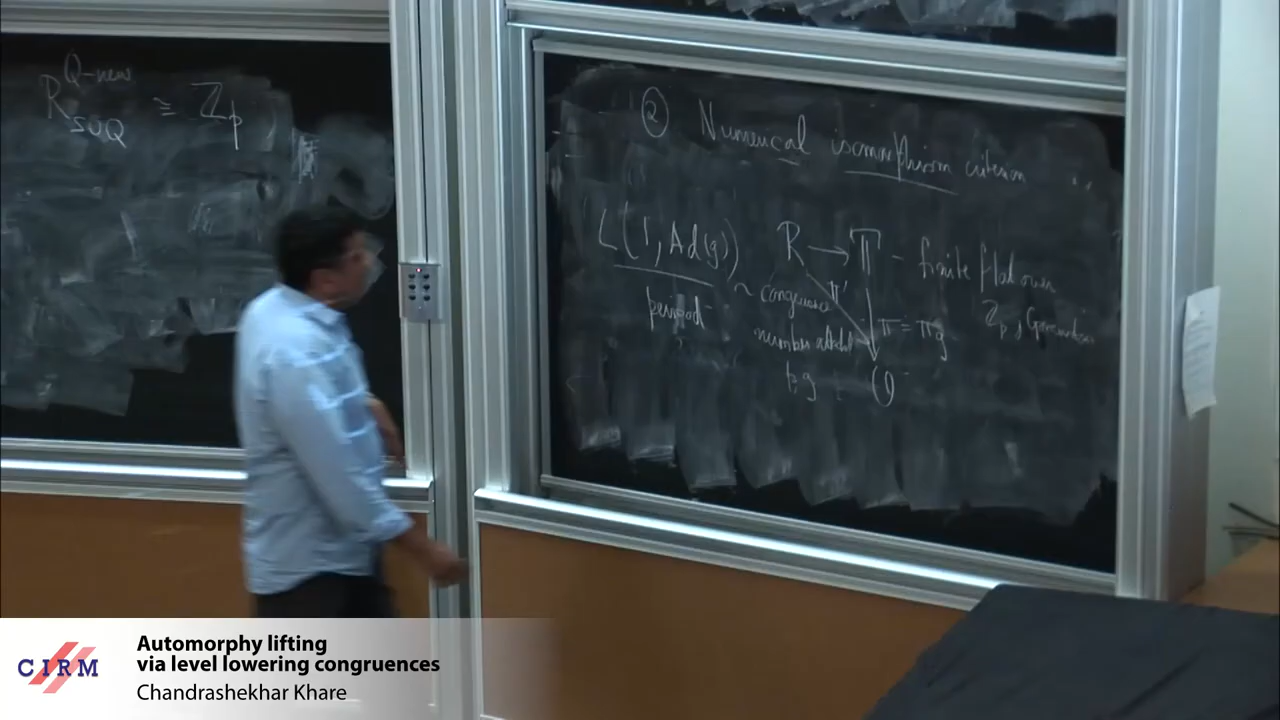 Q-new
R ≅ Z_p
S∪Q
② Numerical isomorphism criterion
L(1, Ad(g)) ~ congruence
period number attached
to g
R → 𝕋 - finite flat over
Z_p, Gorenstein
π' π = π_g
O
CIRM
Automorphy lifting
via level lowering congruences
Chandrashekhar Khare